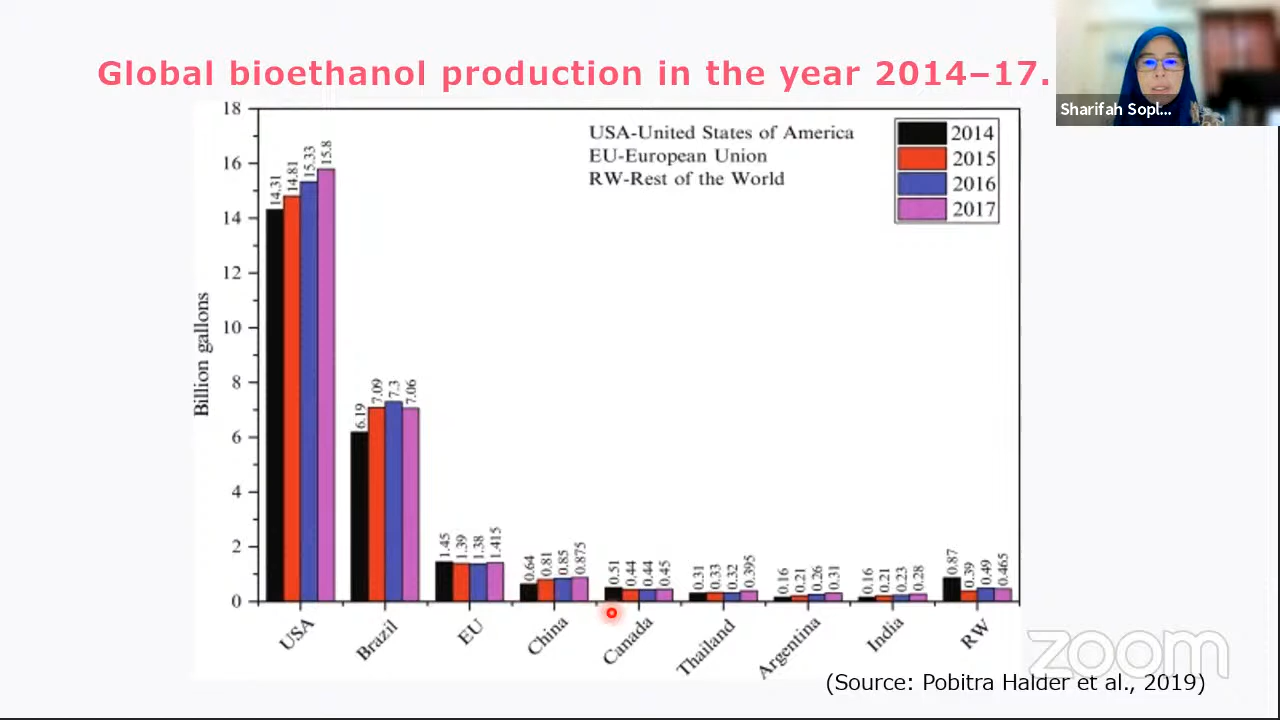 Global bioethanol production in the year 2014–17.
Sharifah Sopl...
USA-United States of America
EU-European Union
RW-Rest of the World
2014
2015
2016
2017
Billion gallons
18
16
14
12
10
8
6
4
2
0
14.31
14.81
15.33
15.8
6.19
7.09
7.3
7.06
1.45
1.39
1.38
1.415
0.64
0.81
0.85
0.875
0.51
0.44
0.44
0.45
0.31
0.33
0.32
0.395
0.16
0.21
0.26
0.31
0.16
0.21
0.23
0.28
0.87
0.39
0.49
0.465
USA
Brazil
EU
China
Canada
Thailand
Argentina
India
RW
zoom
(Source: Pobitra Halder et al., 2019)